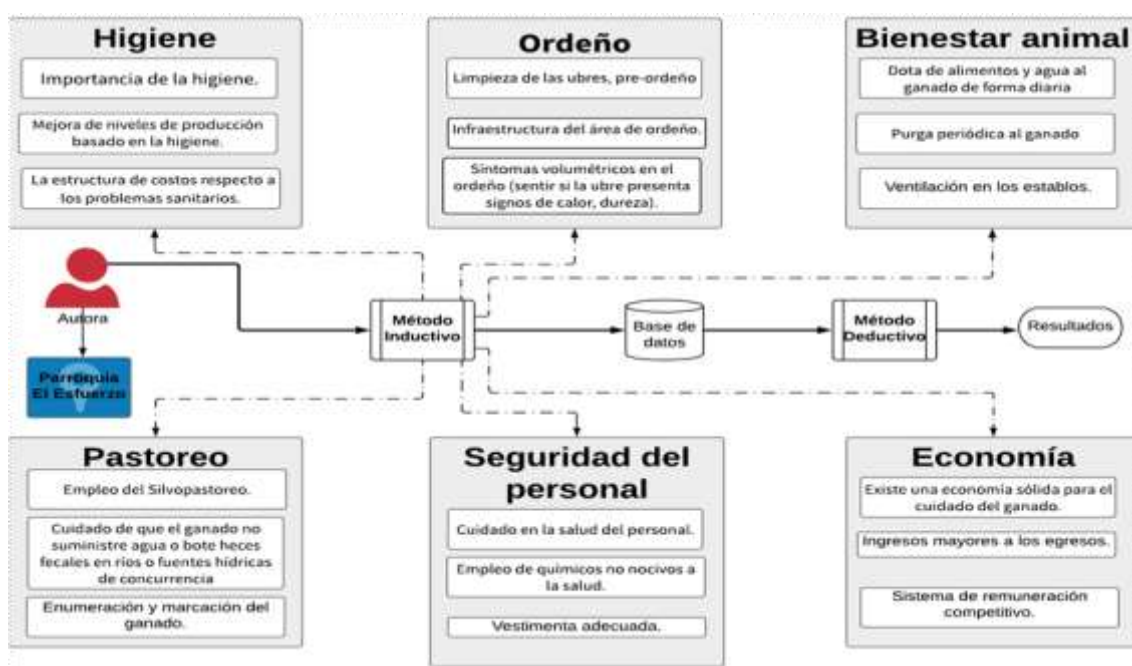 Higiene
Importancia de la higiene.
Mejora de niveles de producción
basado en la higiene.
La estructura de costos respecto a
los problemas sanitarios.
Ordeño
Limpieza de las ubres, pre-ordeño
Infraestructura del área de ordeño.
Síntomas volumétricos en el
ordeño (sentir si la ubre presenta
signos de calor, dureza).
Bienestar animal
Dota de alimentos y agua al
ganado de forma diaria
Purga periódica al ganado
Ventilación en los establos.
Autora
Parroquia
El Esfuerzo
Método
Inductivo
Base de
datos
Método
Deductivo
Resultados
Pastoreo
Empleo del Silvopastoreo.
Cuidado de que el ganado no
suministre agua o bote heces
fecales en ríos o fuentes hídricas
de concurrencia
Enumeración y marcación del
ganado.
Seguridad del
personal
Cuidado en la salud del personal.
Empleo de químicos no nocivos a
la salud.
Vestimenta adecuada.
Economía
Existe una economía sólida para el
cuidado del ganado.
Ingresos mayores a los egresos.
Sistema de remuneración
competitivo.